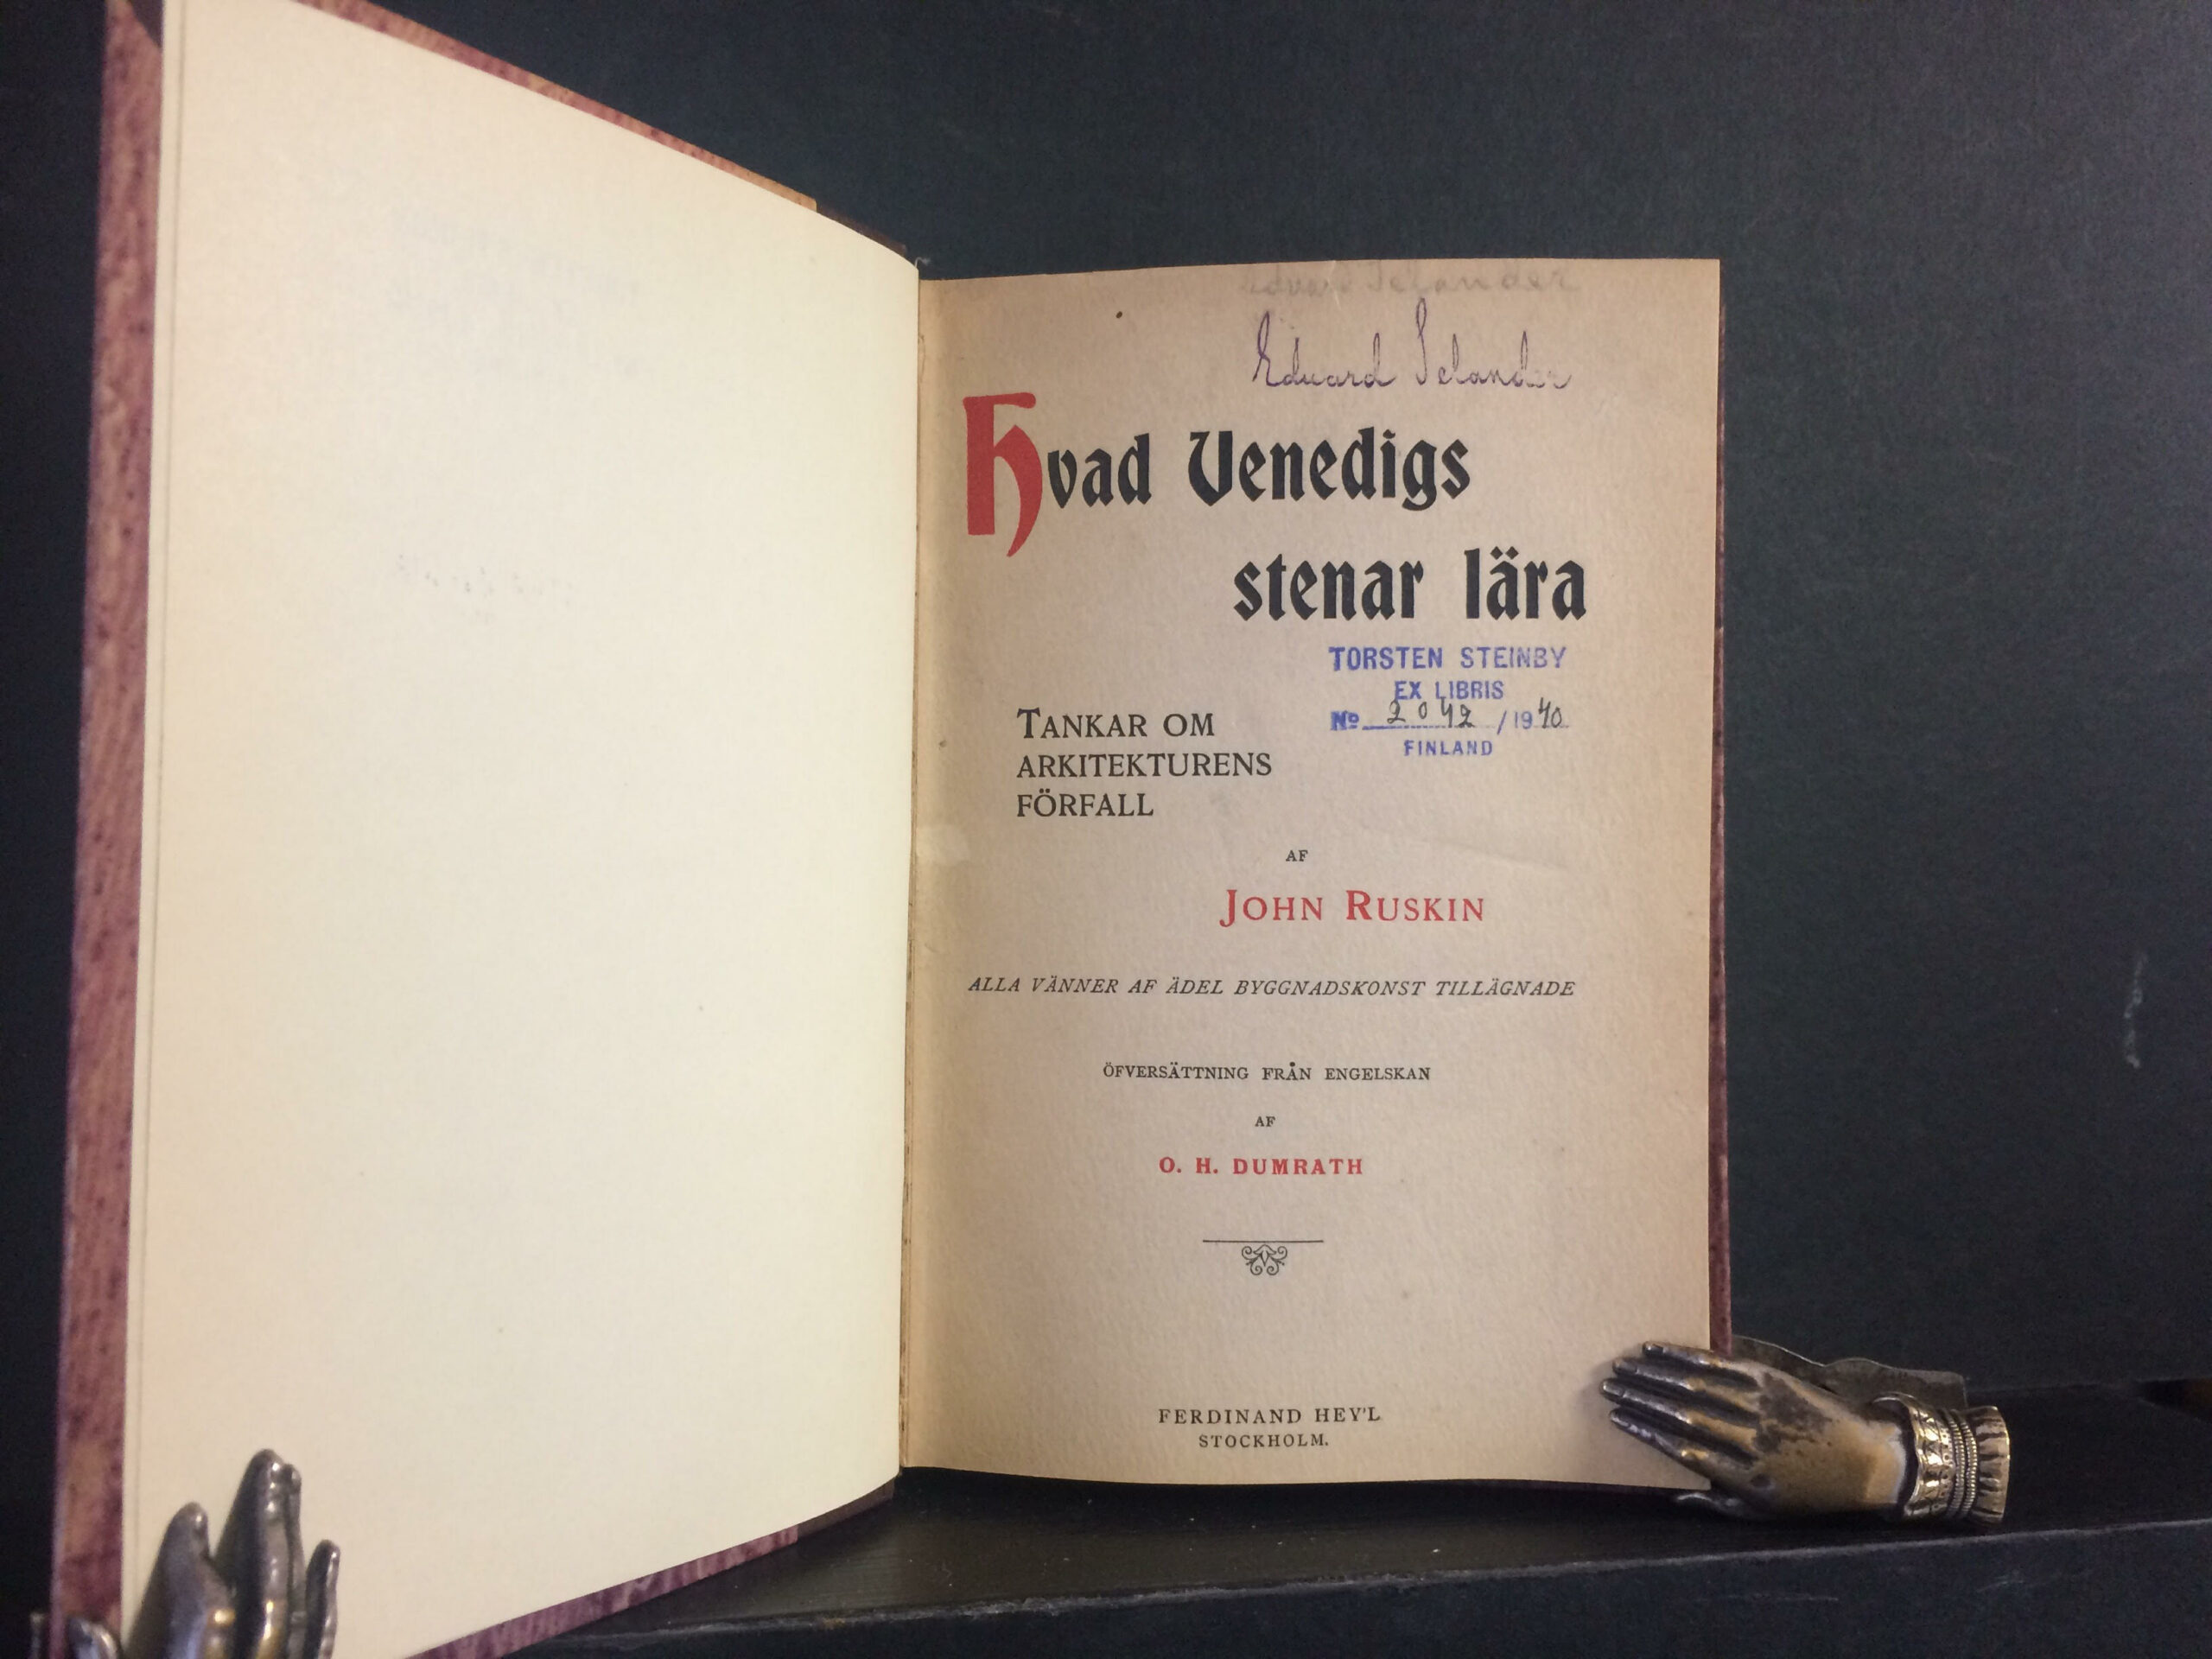 Eduard Selander
Hvad Venedigs
stenar lära
TORSTEN STEINBY
EX LIBRIS
No 2042 / 1940
FINLAND
TANKAR OM
ARKITEKTURENS
FÖRFALL
AF
JOHN RUSKIN
ALLA VÄNNER AF ÄDEL BYGGNADSKONST TILLÄGNADE
ÖFVERSÄTTNING FRÅN ENGELSKAN
AF
O. H. DUMRATH
FERDINAND HEY'L
STOCKHOLM.